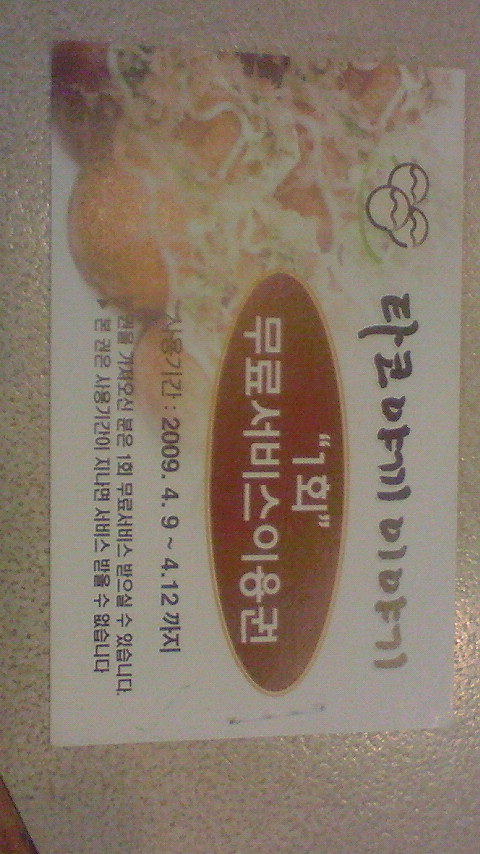 타코야끼 이야기
"1회"
무료서비스이용권
사용기간 : 2009. 4. 9 ~ 4.12 까지
권을 가져오신 분은 1회 무료서비스 받으실 수 있습니다.
본 권은 사용기간이 지나면 서비스 받을 수 없습니다